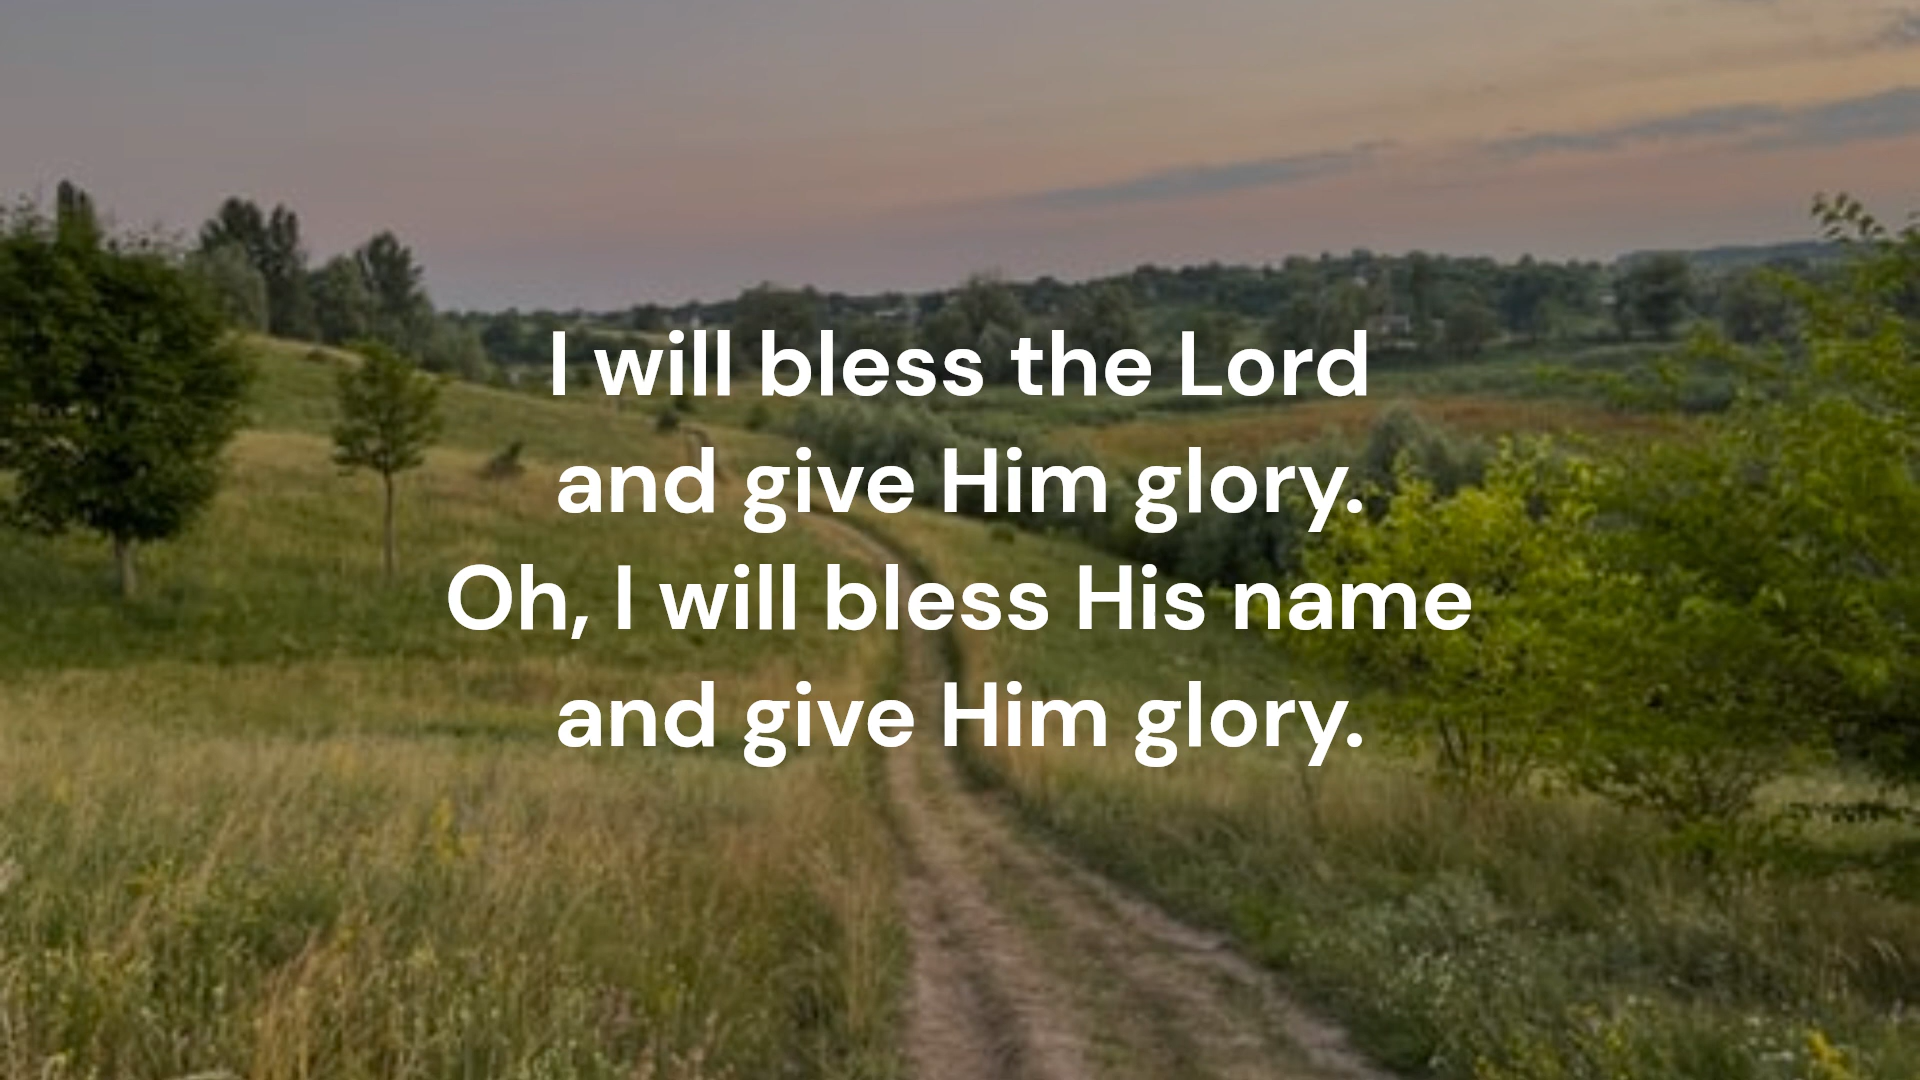 I will bless the Lord
and give Him glory.
Oh, I will bless His name
and give Him glory.